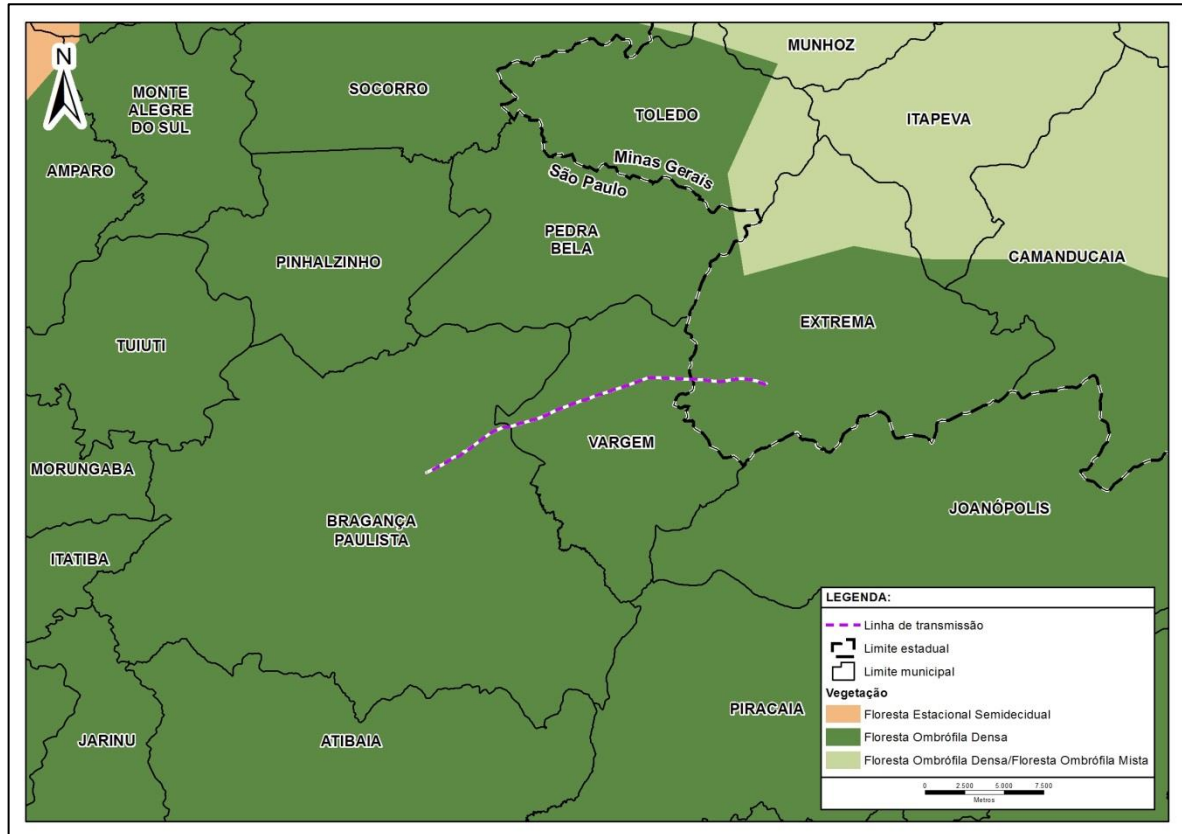 N
MUNHOZ
MONTE
ALEGRE
DO SUL
SOCORRO
TOLEDO
ITAPEVA
AMPARO
Minas Gerais
São Paulo
PEDRA
BELA
PINHALZINHO
CAMANDUCAIA
EXTREMA
TUIUTI
VARGEM
MORUNGABA
JOANÓPOLIS
BRAGANÇA
PAULISTA
ITATIBA
PIRACAIA
JARINU
ATIBAIA
LEGENDA:
Linha de transmissão
Limite estadual
Limite municipal
Vegetação
Floresta Estacional Semidecidual
Floresta Ombrófila Densa
Floresta Ombrófila Densa/Floresta Ombrófila Mista
0 2.500 5.000 7.500
Metros